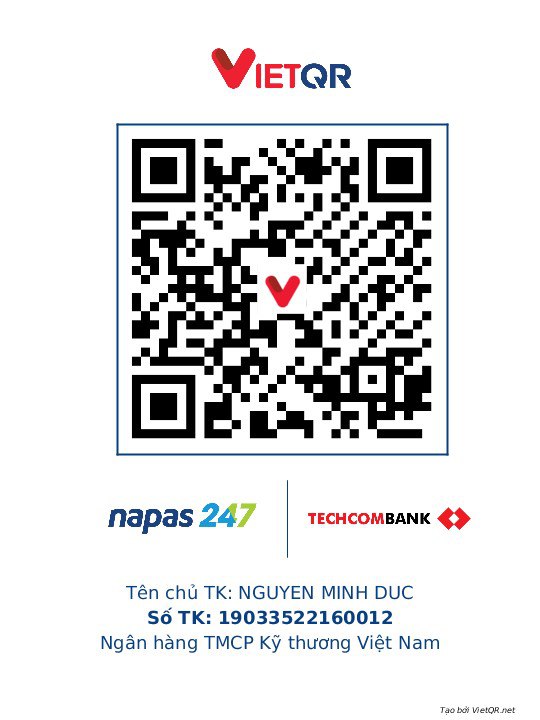 VIETQR
napas 247
TECHCOMBANK
Tên chủ TK: NGUYEN MINH DUC
Số TK: 19033522160012
Ngân hàng TMCP Kỹ thương Việt Nam
Tạo bởi VietQR.net